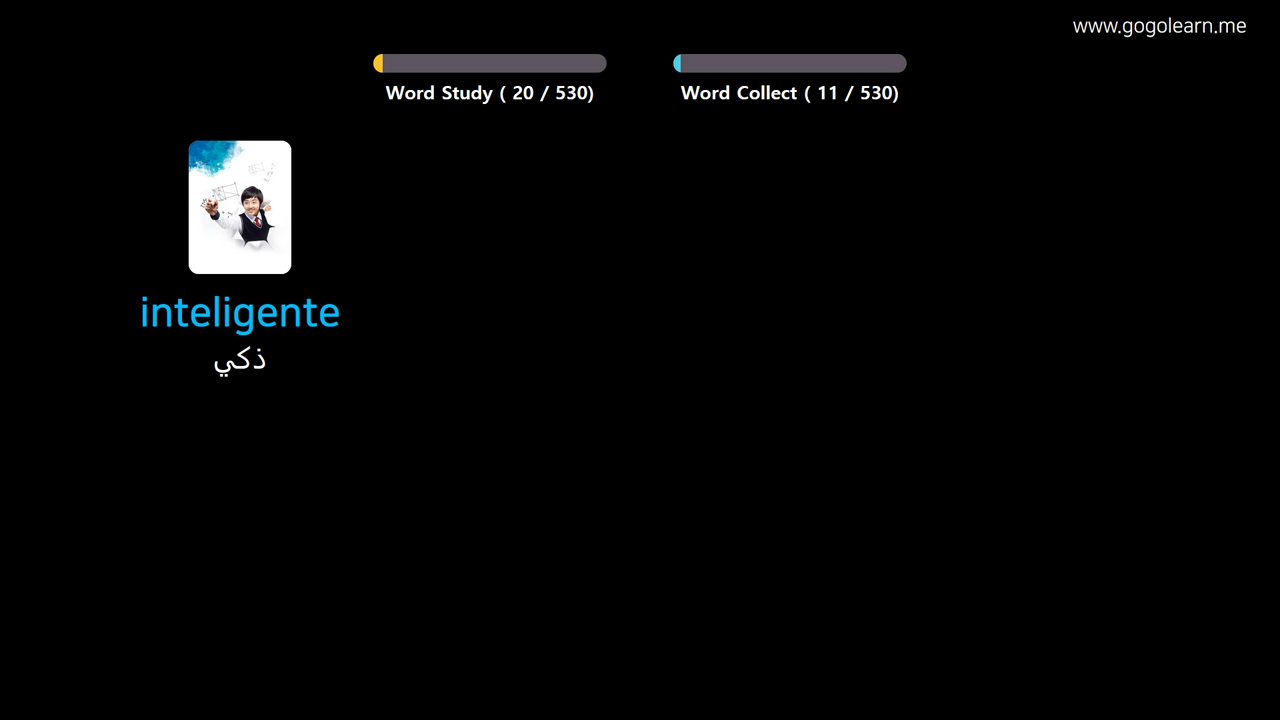 www.gogolearn.me
Word Study ( 20 / 530)
Word Collect ( 11 / 530)
inteligente
ذكي